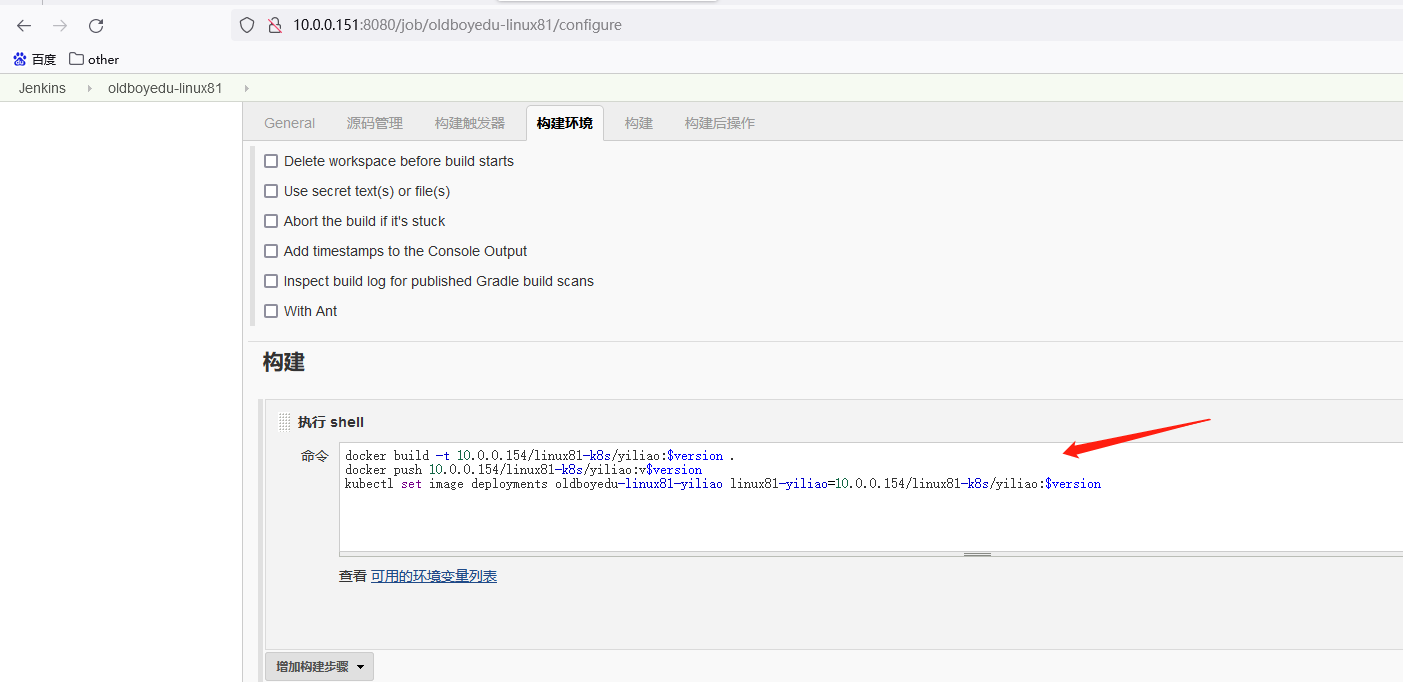 10.0.0.151:8080/job/oldboyedu-linux81/configure
百度 other
Jenkins oldboyedu-linux81
General 源码管理 构建触发器 构建环境 构建 构建后操作
Delete workspace before build starts
Use secret text(s) or file(s)
Abort the build if it's stuck
Add timestamps to the Console Output
Inspect build log for published Gradle build scans
With Ant
构建
执行 shell
命令 docker build -t 10.0.0.154/linux81-k8s/yiliao:$version .
docker push 10.0.0.154/linux81-k8s/yiliao:v$version
kubectl set image deployments oldboyedu-linux81-yiliao linux81-yiliao=10.0.0.154/linux81-k8s/yiliao:$version
查看 可用的环境变量列表
增加构建步骤